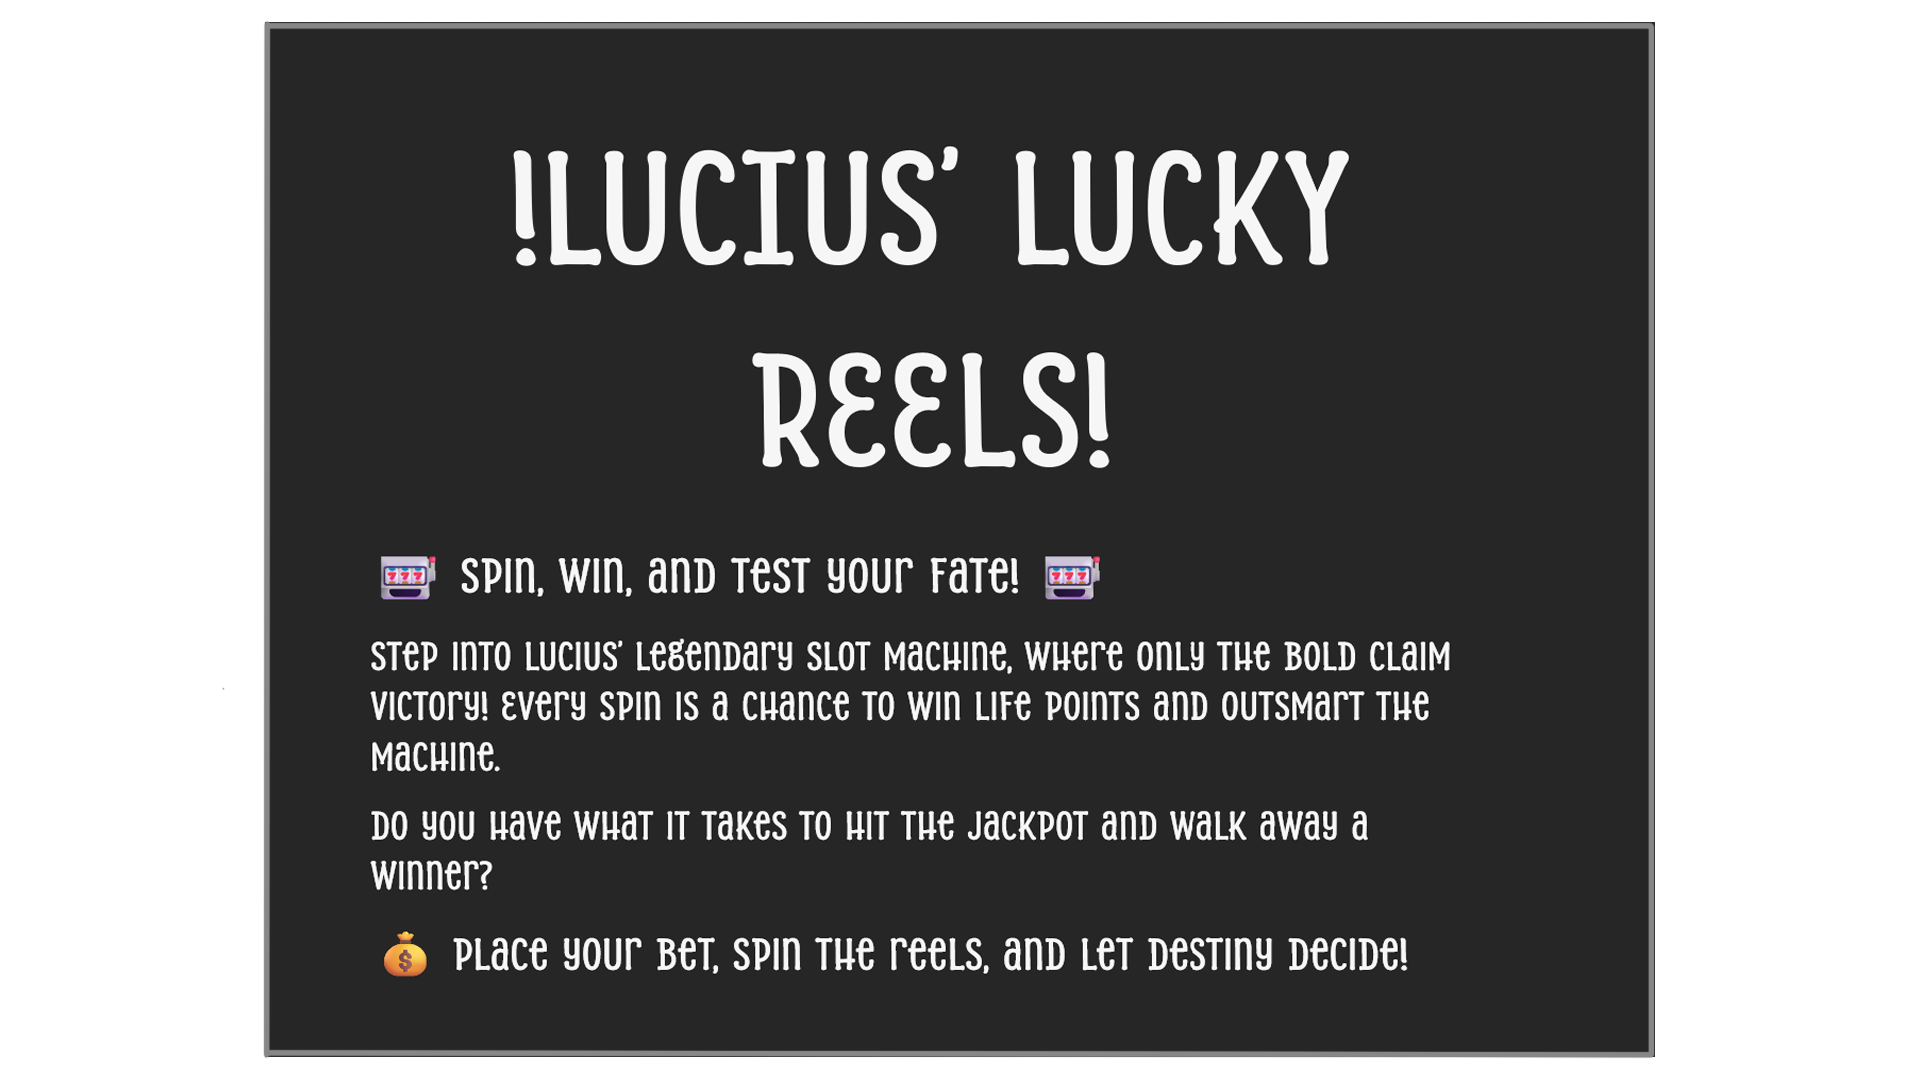 !LUCIUS’ LUCKY
REELS!
🎰 Spin, Win, and Test Your Fate! 🎰
Step into Lucius’ legendary slot machine, where only the bold claim
victory! Every spin is a chance to win life points and outsmart the
machine.
Do you have what it takes to hit the jackpot and walk away a
winner?
💰 Place your bet, spin the reels, and let destiny decide!